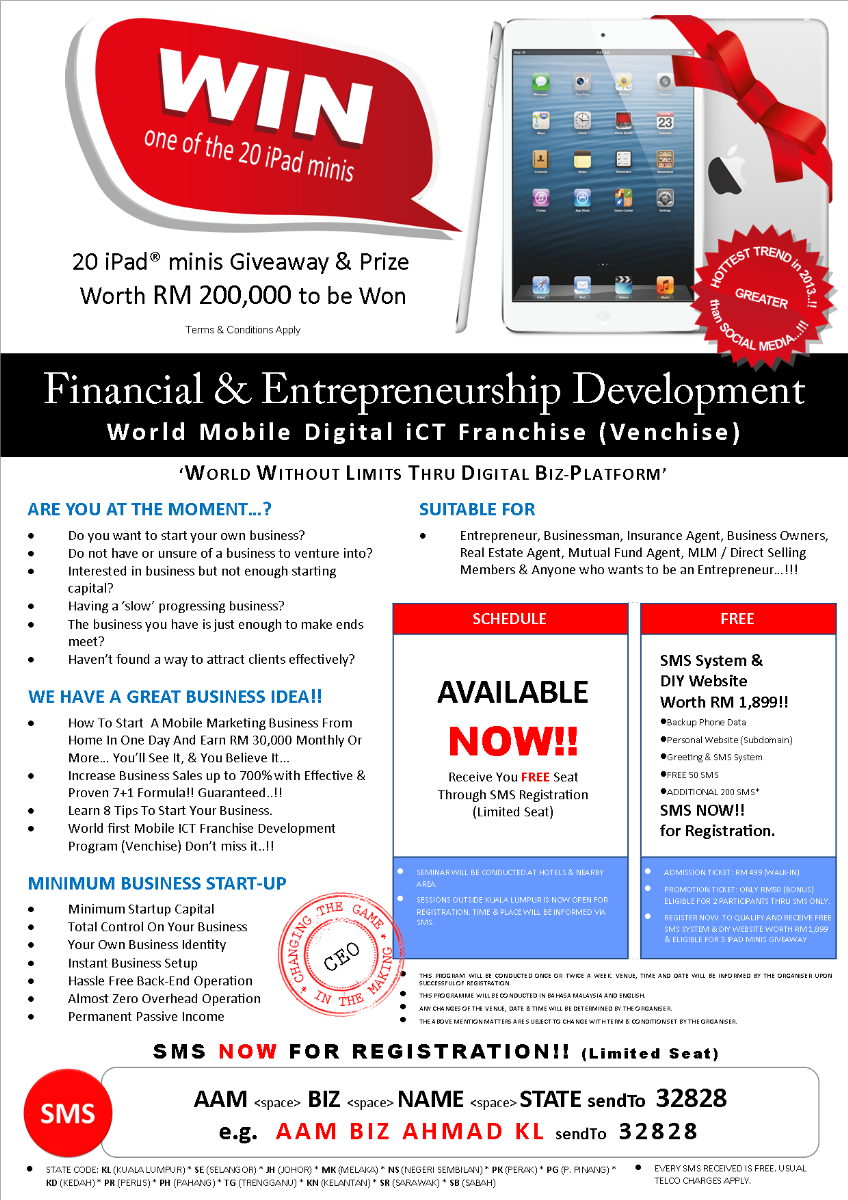 WIN
one of the 20 iPad minis
20 iPad® minis Giveaway & Prize
Worth RM 200,000 to be Won
Terms & Conditions Apply
HOTTEST TREND in 2013..!!
GREATER
than SOCIAL MEDIA...!!!
Financial & Entrepreneurship Development
World Mobile Digital iCT Franchise (Venchise)
‘WORLD WITHOUT LIMITS THRU DIGITAL BIZ-PLATFORM’
ARE YOU AT THE MOMENT…?
● Do you want to start your own business?
● Do not have or unsure of a business to venture into?
● Interested in business but not enough starting
capital?
● Having a ‘slow’ progressing business?
● The business you have is just enough to make ends
meet?
● Haven’t found a way to attract clients effectively?
WE HAVE A GREAT BUSINESS IDEA!!
● How To Start A Mobile Marketing Business From
Home In One Day And Earn RM 30,000 Monthly Or
More… You’ll See It, & You Believe It…
● Increase Business Sales up to 700% with Effective &
Proven 7+1 Formula!! Guaranteed..!!
● Learn 8 Tips To Start Your Business.
● World first Mobile ICT Franchise Development
Program (Venchise) Don’t miss it..!!
MINIMUM BUSINESS START-UP
● Minimum Startup Capital
● Total Control On Your Business
● Your Own Business Identity
● Instant Business Setup
● Hassle Free Back-End Operation
● Almost Zero Overhead Operation
● Permanent Passive Income
CHANGING THE GAME
CEO
* IN THE MAKING *
SUITABLE FOR
● Entrepreneur, Businessman, Insurance Agent, Business Owners,
Real Estate Agent, Mutual Fund Agent, MLM / Direct Selling
Members & Anyone who wants to be an Entrepreneur…!!!
SCHEDULE
AVAILABLE
NOW!!
Receive You FREE Seat
Through SMS Registration
(Limited Seat)
● SEMINAR WILL BE CONDUCTED AT HOTELS & NEARBY
AREA.
● SESSIONS OUTSIDE KUALA LUMPUR IS NOW OPEN FOR
REGISTRATION. TIME & PLACE WILL BE INFORMED VIA
SMS.
FREE
SMS System &
DIY Website
Worth RM 1,899!!
●Backup Phone Data
●Personal Website (Subdomain)
●Greeting & SMS System
●FREE 50 SMS
●ADDITIONAL 200 SMS*
SMS NOW!!
for Registration.
● ADMISSION TICKET: RM 499 (WALK-IN)
● PROMOTION TICKET: ONLY RM50 (BONUS)
ELIGIBLE FOR 2 PARTICIPANTS THRU SMS ONLY.
● REGISTER NOW TO QUALIFY AND RECEIVE FREE
SMS SYSTEM & DIY WEBSITE WORTH RM 1,899
& ELIGIBLE FOR 3 IPAD MINIS GIVEAWAY.
● THIS PROGRAM WILL BE CONDUCTED ONCE OR TWICE A WEEK. VENUE, TIME AND DATE WILL BE INFORMED BY THE ORGANISER UPON
SUCCESSFUL OF REGISTRATION.
● THIS PROGRAMME WILL BE CONDUCTED IN BAHASA MALAYSIA AND ENGLISH.
● ANY CHANGES OF THE VENUE, DATE & TIME WILL BE DETERMINED BY THE ORGANISER.
● THE ABOVE MENTION MATTERS ARE SUBJECT TO CHANGE WITH TERM & CONDITION SET BY THE ORGANISER.
SMS NOW FOR REGISTRATION!! (Limited Seat)
SMS
AAM <space> BIZ <space> NAME <space> STATE sendTo 32828
e.g. AAM BIZ AHMAD KL sendTo 32828
● STATE CODE: KL (KUALA LUMPUR) * SE (SELANGOR) * JH (JOHOR) * MK (MELAKA) * NS (NEGERI SEMBILAN) * PK (PERAK) * PG (P. PINANG) *
KD (KEDAH) * PR (PERLIS) * PH (PAHANG) * TG (TRENGGANU) * KN (KELANTAN) * SR (SARAWAK) * SB (SABAH)
● EVERY SMS RECEIVED IS FREE. USUAL
TELCO CHARGES APPLY.